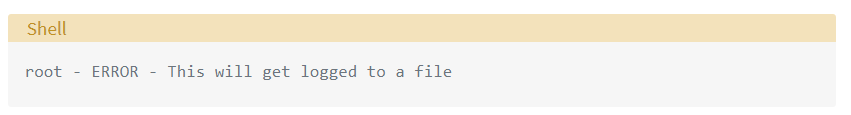 Shell
root - ERROR - This will get logged to a file